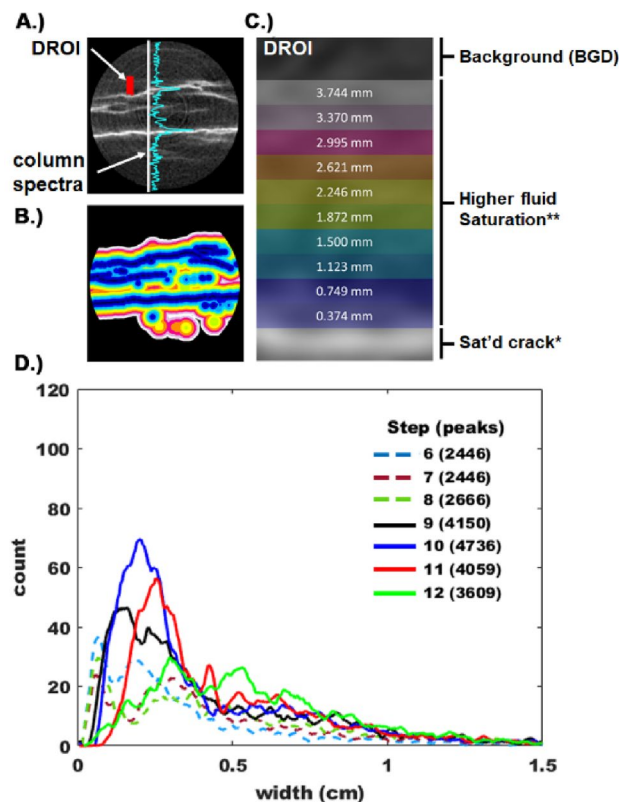 A.)
DROI
column
spectra
B.)
C.)
DROI
3.744 mm
3.370 mm
2.995 mm
2.621 mm
2.246 mm
1.872 mm
1.500 mm
1.123 mm
0.749 mm
0.374 mm
Background (BGD)
Higher fluid
Saturation**
Sat'd crack*
D.)
120
100
80
60
40
20
0
count
Step (peaks)
6 (2446)
7 (2446)
8 (2666)
9 (4150)
10 (4736)
11 (4059)
12 (3609)
0
0.5
1
1.5
width (cm)